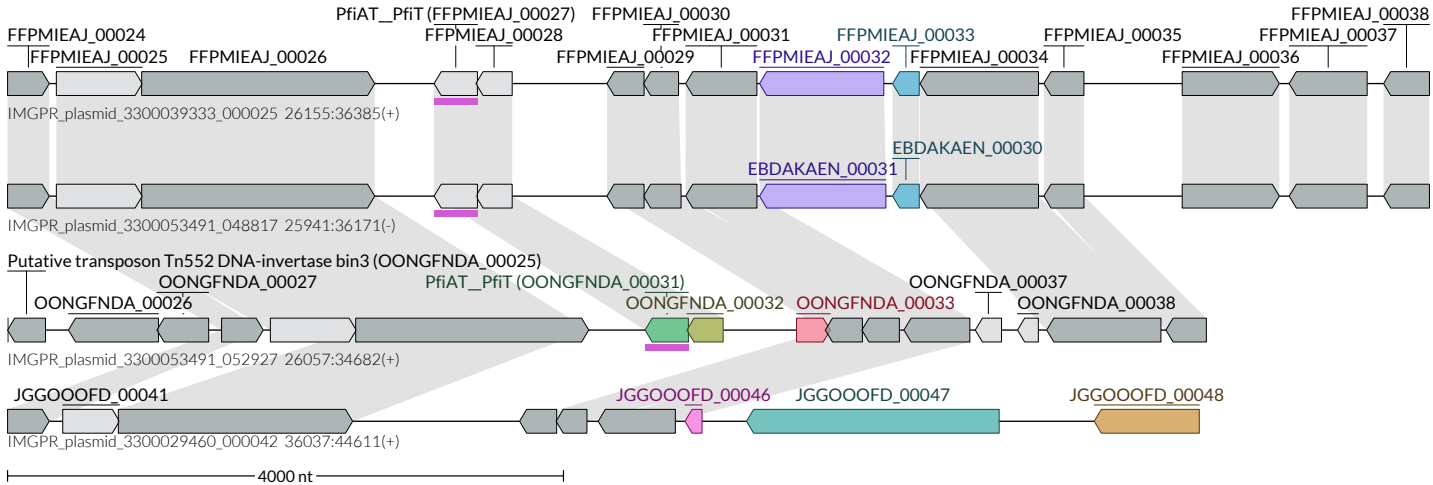 PfiAT__PfiT (FFPMIEAJ_00027) FFPMIEAJ_00030 FFPMIEAJ_00038
FFPMIEAJ_00024 FFPMIEAJ_00028 FFPMIEAJ_00031 FFPMIEAJ_00033 FFPMIEAJ_00035 FFPMIEAJ_00037
FFPMIEAJ_00025 FFPMIEAJ_00026 FFPMIEAJ_00029 FFPMIEAJ_00032 FFPMIEAJ_00034 FFPMIEAJ_00036
IMGPR_plasmid_3300039333_000025 26155:36385(+)
EBDAKAEN_00030
EBDAKAEN_00031
IMGPR_plasmid_3300053491_048817 25941:36171(-)
Putative transposon Tn552 DNA-invertase bin3 (OONGFNDA_00025)
OONGFNDA_00027 PfiAT__PfiT (OONGFNDA_00031) OONGFNDA_00037
OONGFNDA_00026 OONGFNDA_00032 OONGFNDA_00033 OONGFNDA_00038
IMGPR_plasmid_3300053491_052927 26057:34682(+)
JGGOOOFD_00041 JGGOOOFD_00046 JGGOOOFD_00047 JGGOOOFD_00048
IMGPR_plasmid_3300029460_000042 36037:44611(+)
4000 nt